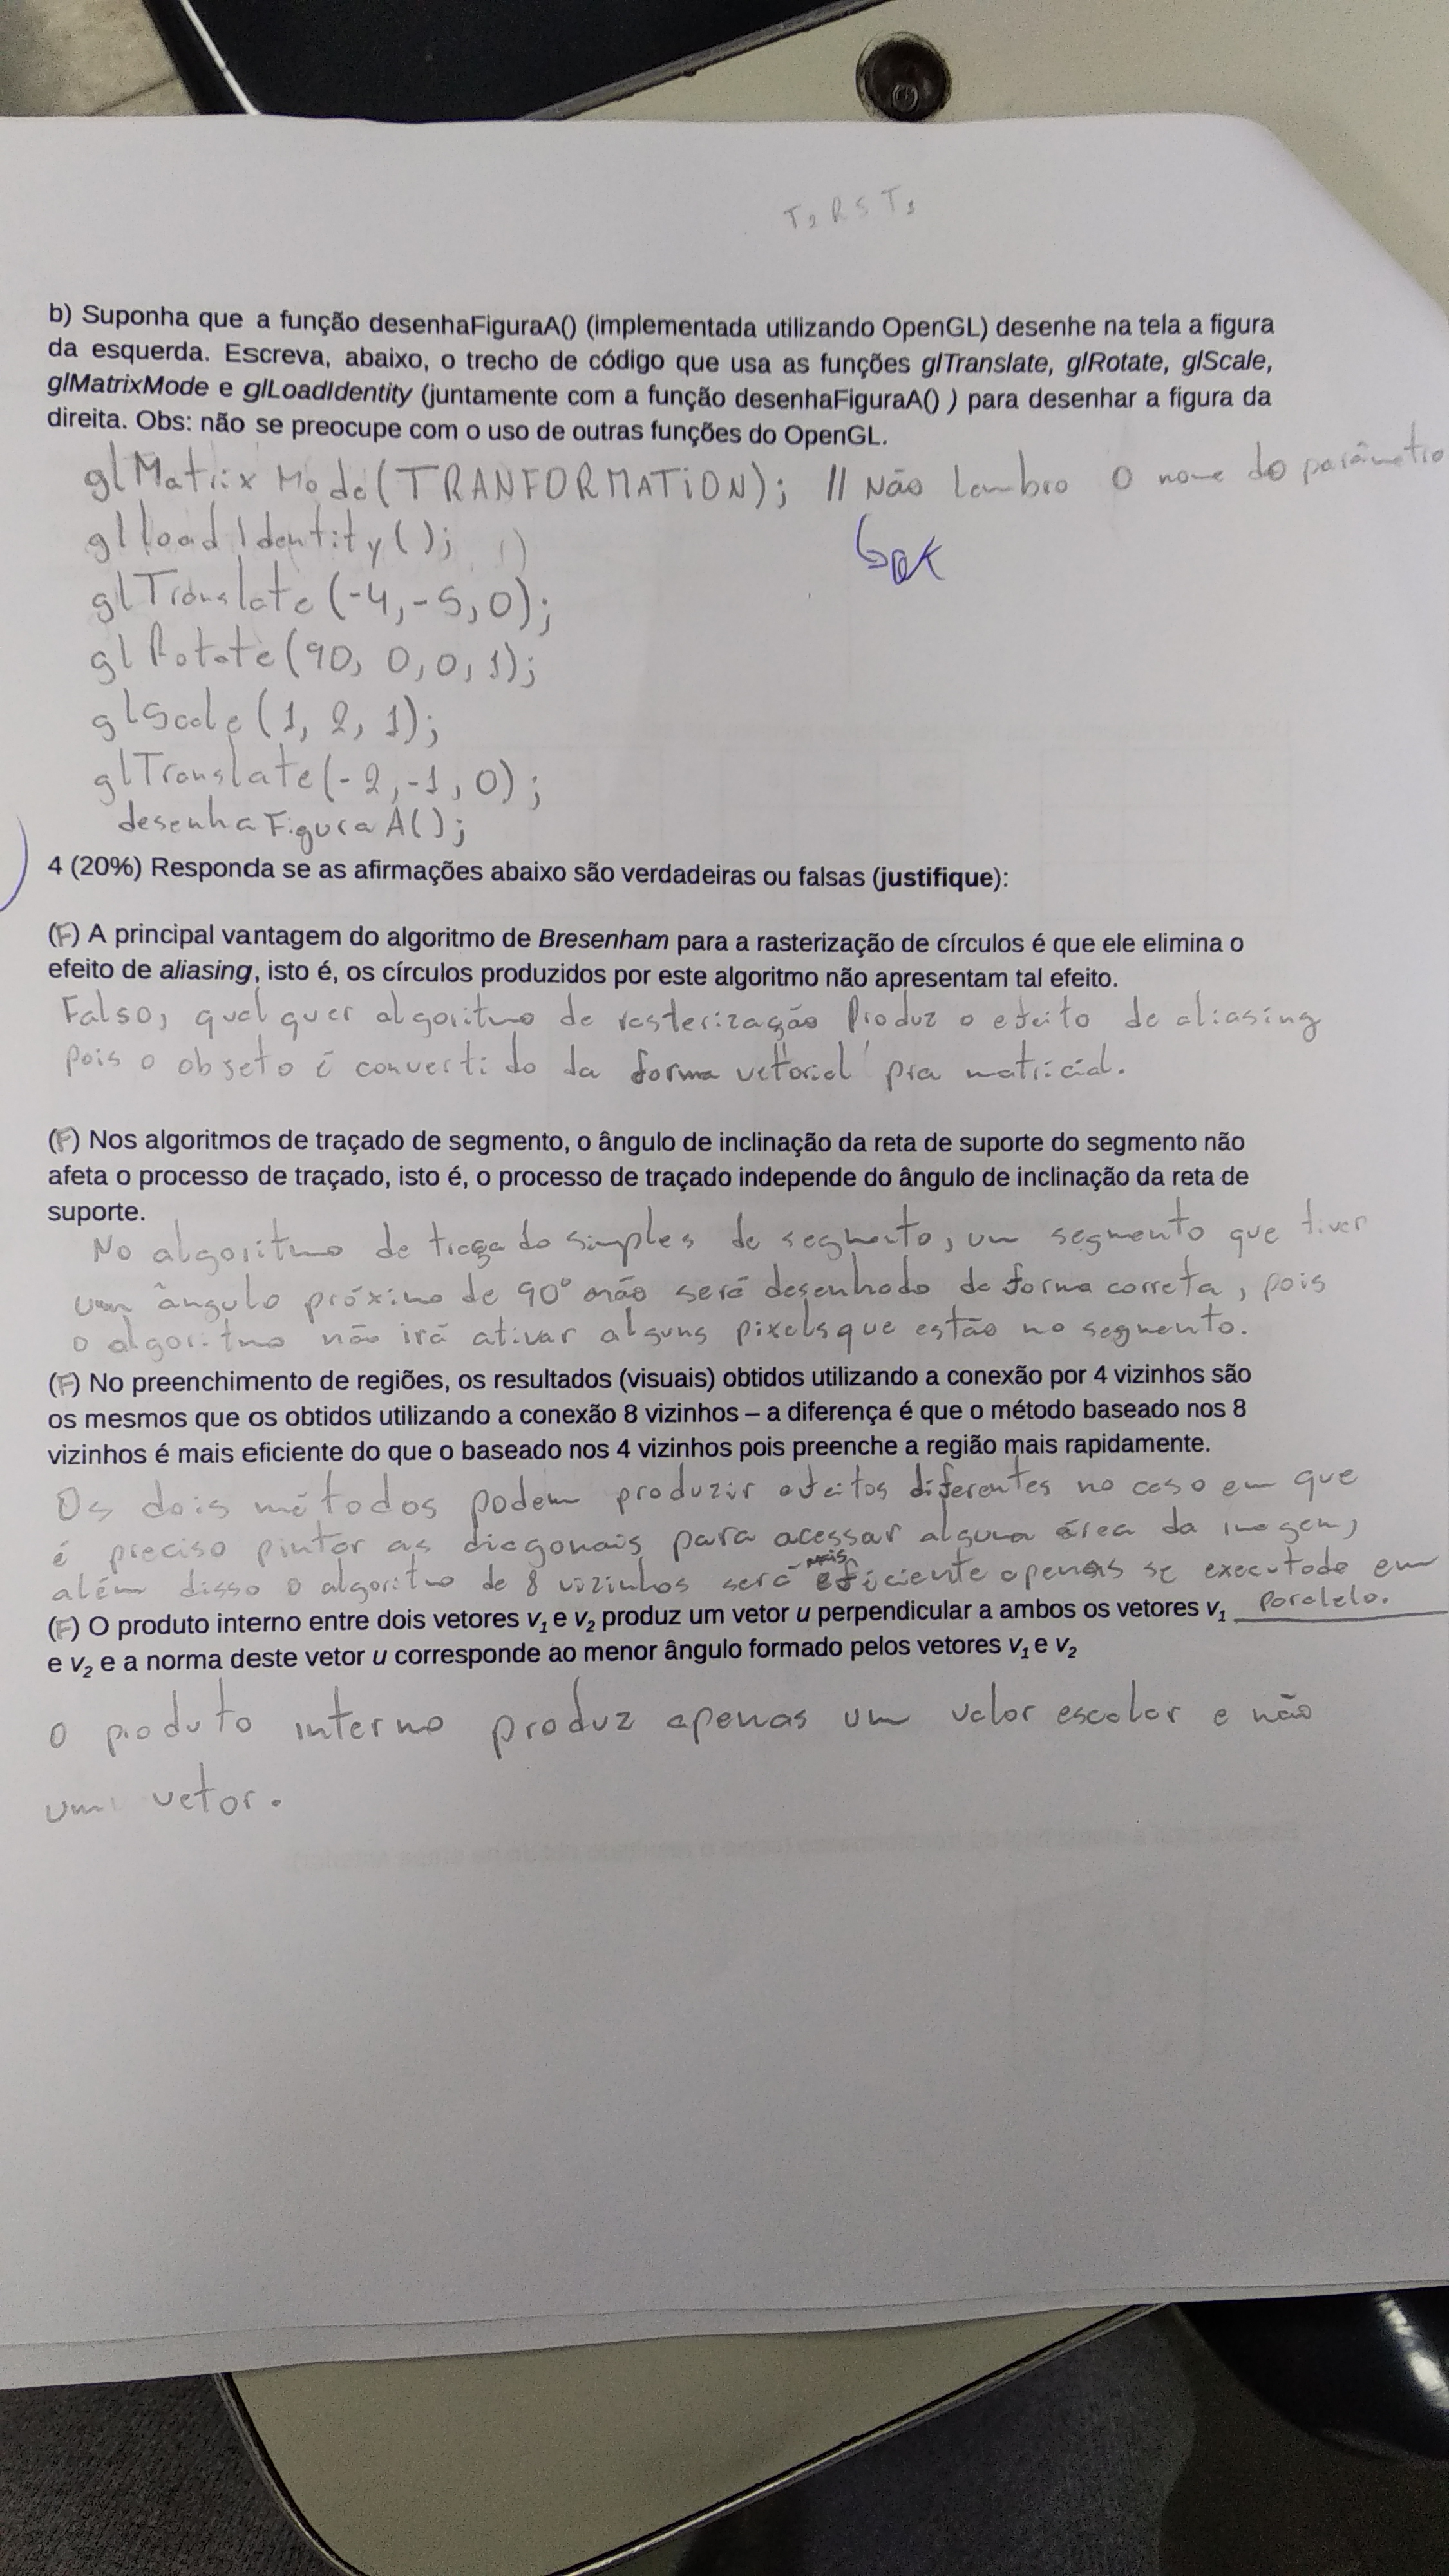 T2 R S T1
b) Suponha que a função desenhaFiguraA() (implementada utilizando OpenGL) desenhe na tela a figura
da esquerda. Escreva, abaixo, o trecho de código que usa as funções glTranslate, glRotate, glScale,
glMatrixMode e glLoadIdentity (juntamente com a função desenhaFiguraA() ) para desenhar a figura da
direita. Obs: não se preocupe com o uso de outras funções do OpenGL.
glMatrixMode(TRANFORMATION); // Não lembro o nome do parâmetro
glloadIdentity();
↳OK
glTranslate(-4,-5,0);
glRotate(90, 0,0,1);
glScale(1, 2, 1);
glTranslate(-2,-1,0);
desenhaFiguraA();
4 (20%) Responda se as afirmações abaixo são verdadeiras ou falsas (justifique):
(F) A principal vantagem do algoritmo de Bresenham para a rasterização de círculos é que ele elimina o
efeito de aliasing, isto é, os círculos produzidos por este algoritmo não apresentam tal efeito.
Falso, qualquer algoritmo de rasterização produz o efeito de aliasing
pois o objeto é convertido da forma vetorial pra matricial.
(F) Nos algoritmos de traçado de segmento, o ângulo de inclinação da reta de suporte do segmento não
afeta o processo de traçado, isto é, o processo de traçado independe do ângulo de inclinação da reta de
suporte.
No algoritmo de traçado simples de segmento, um segmento que tiver
um ângulo próximo de 90° não será desenhado de forma correta, pois
o algoritmo não irá ativar alguns pixels que estão no segmento.
(F) No preenchimento de regiões, os resultados (visuais) obtidos utilizando a conexão por 4 vizinhos são
os mesmos que os obtidos utilizando a conexão 8 vizinhos – a diferença é que o método baseado nos 8
vizinhos é mais eficiente do que o baseado nos 4 vizinhos pois preenche a região mais rapidamente.
Os dois métodos podem produzir efeitos diferentes no caso em que
é preciso pintar as diagonais para acessar alguma área da imagem,
além disso o algoritmo de 8 vizinhos será mais eficiente apenas se executado em
paralelo.
(F) O produto interno entre dois vetores v1 e v2 produz um vetor u perpendicular a ambos os vetores v1
e v2 e a norma deste vetor u corresponde ao menor ângulo formado pelos vetores v1 e v2
O produto interno produz apenas um valor escalar e não
um vetor.